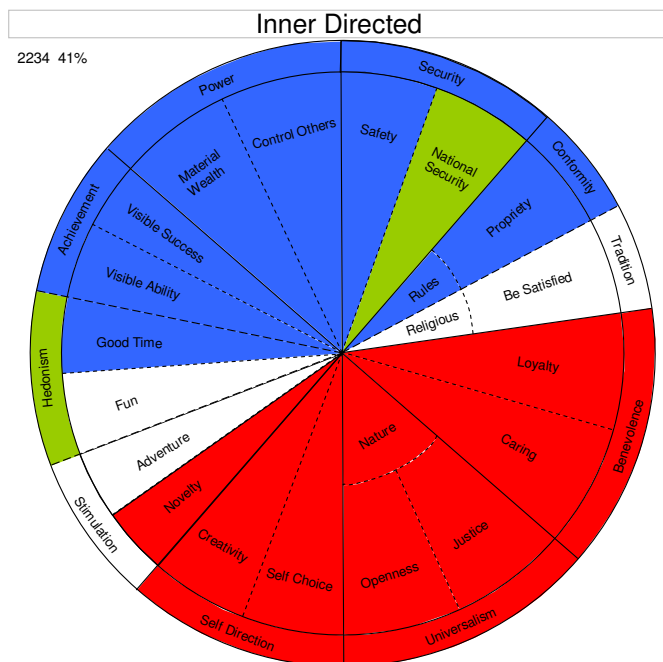 Inner Directed
2234 41%
Power
Security
Conformity
Tradition
Benevolence
Universalism
Self Direction
Stimulation
Hedonism
Achievement
Material
Wealth
Control Others
Safety
National
Security
Propriety
Rules
Religious
Be Satisfied
Loyalty
Caring
Nature
Justice
Openness
Self Choice
Creativity
Novelty
Adventure
Fun
Good Time
Visible Ability
Visible Success